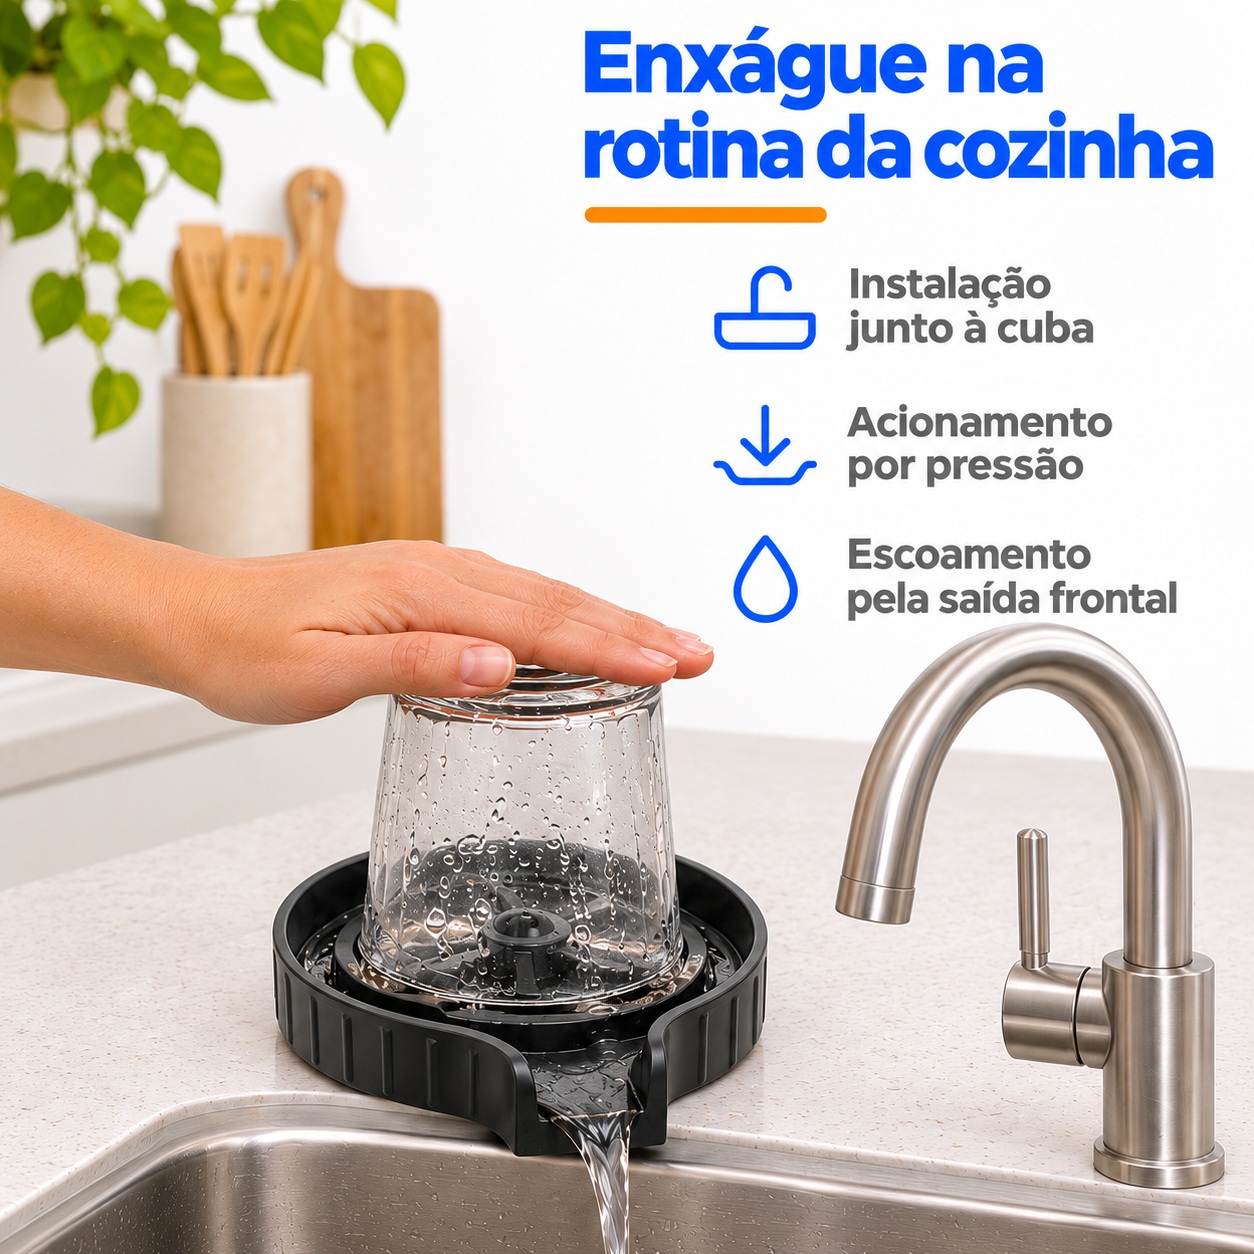 Enxágue na
rotina da cozinha
Instalação
junto à cuba
Acionamento
por pressão
Escoamento
pela saída frontal